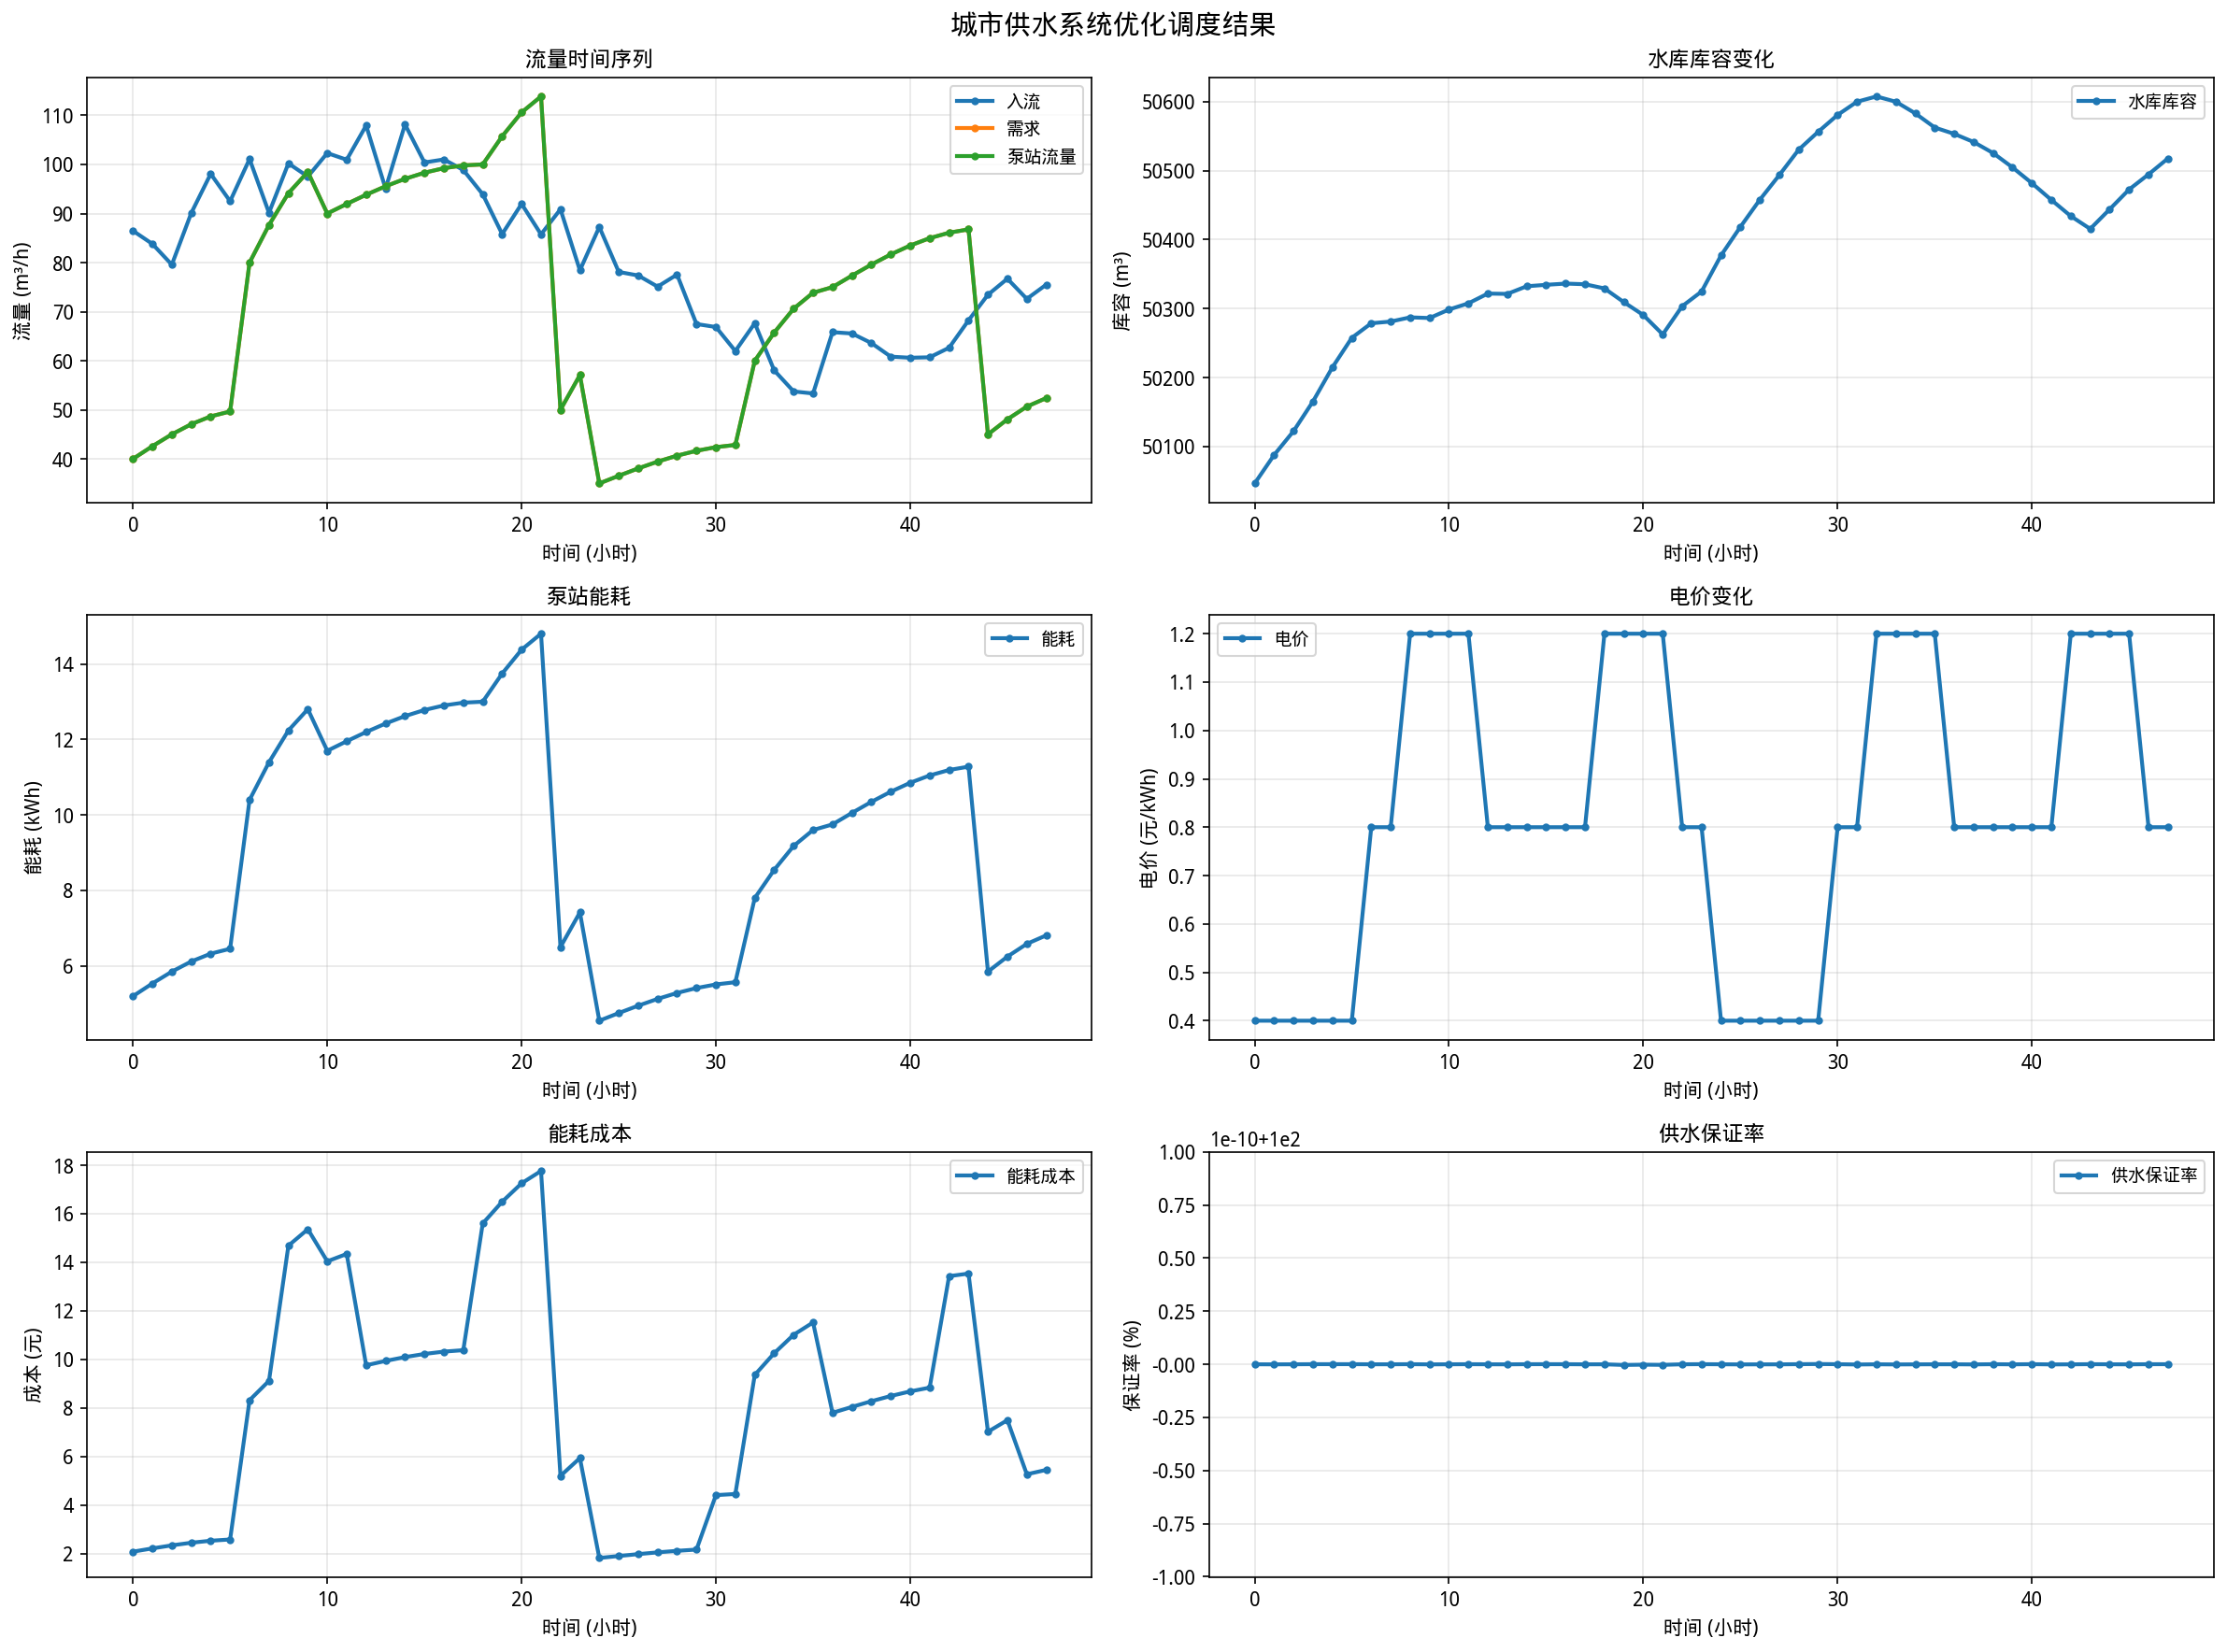 城市供水系统优化调度结果
流量时间序列
流量 (m³/h)
110
100
90
80
70
60
50
40
入流
需求
泵站流量
0 10 20 30 40
时间 (小时)
水库库容变化
库容 (m³)
50600
50500
50400
50300
50200
50100
水库库容
0 10 20 30 40
时间 (小时)
泵站能耗
能耗 (kWh)
14
12
10
8
6
能耗
0 10 20 30 40
时间 (小时)
电价变化
电价 (元/kWh)
1.2
1.1
1.0
0.9
0.8
0.7
0.6
0.5
0.4
电价
0 10 20 30 40
时间 (小时)
能耗成本
成本 (元)
18
16
14
12
10
8
6
4
2
能耗成本
0 10 20 30 40
时间 (小时)
供水保证率
1e-10+1e2
保证率 (%)
1.00
0.75
0.50
0.25
-0.00
-0.25
-0.50
-0.75
-1.00
供水保证率
0 10 20 30 40
时间 (小时)